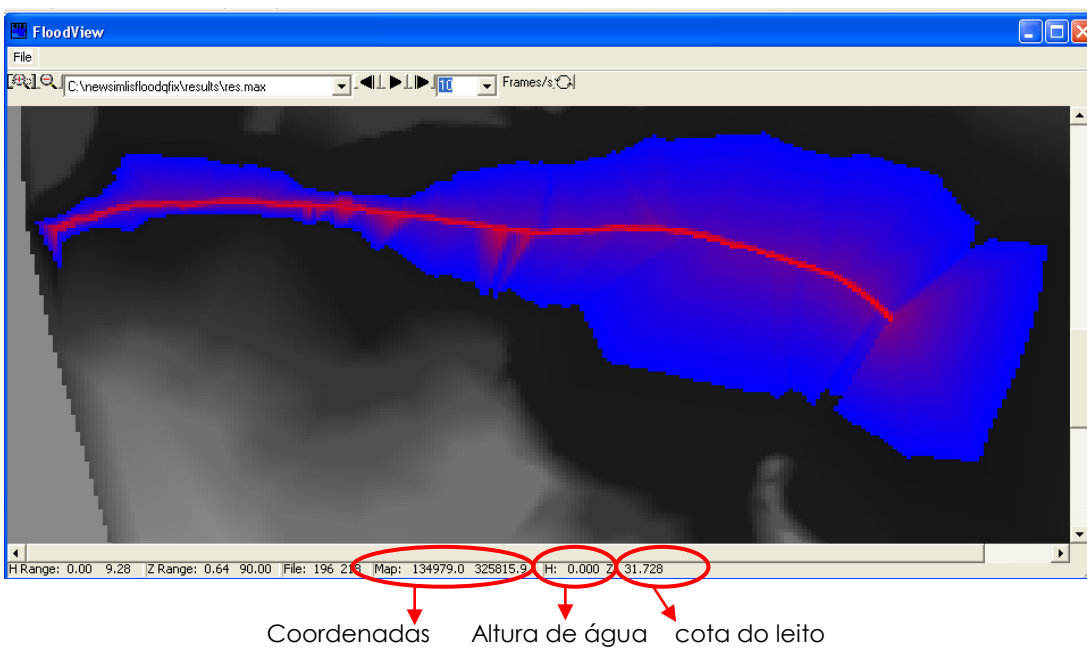 FloodView
File
C:\newsimlisfloodqfix\results\res.max 10 Frames/s
H Range: 0.00 9.28 Z Range: 0.64 90.00 File: 196 218 Map: 134979.0 325815.9 H: 0.000 Z 31.728
Coordenadas Altura de água cota do leito